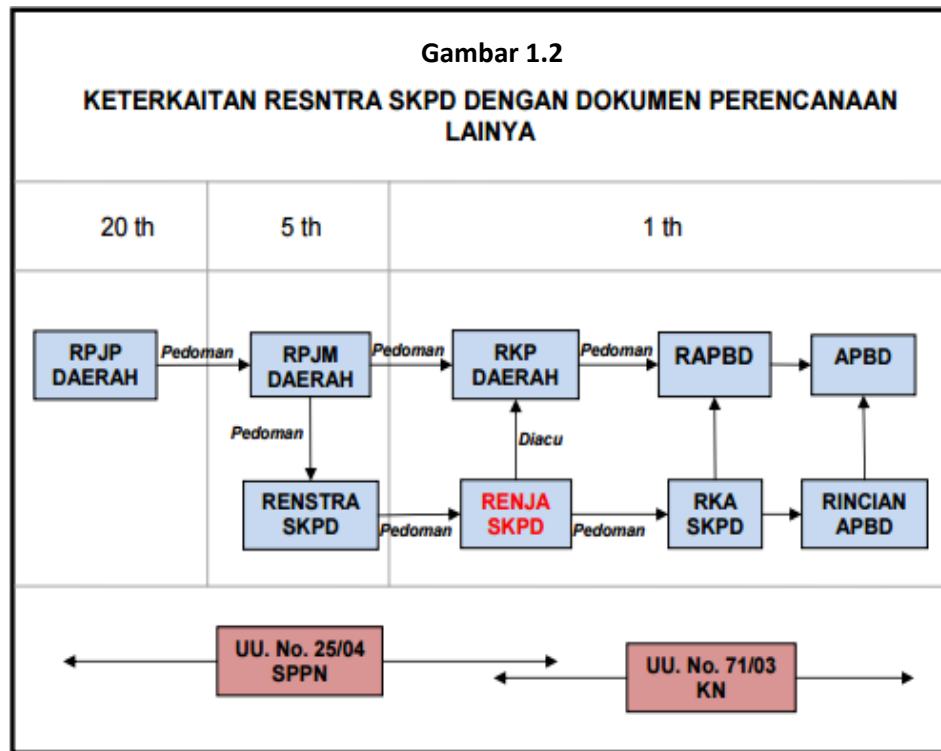 Gambar 1.2
KETERKAITAN RESNTRA SKPD DENGAN DOKUMEN PERENCANAAN
LAINYA
20 th
5 th
1 th
RPJP
DAERAH
Pedoman
RPJM
DAERAH
Pedoman
RKP
DAERAH
Pedoman
RAPBD
APBD
Pedoman
Diacu
RENSTRA
SKPD
Pedoman
RENJA
SKPD
Pedoman
RKA
SKPD
RINCIAN
APBD
UU. No. 25/04
SPPN
UU. No. 71/03
KN